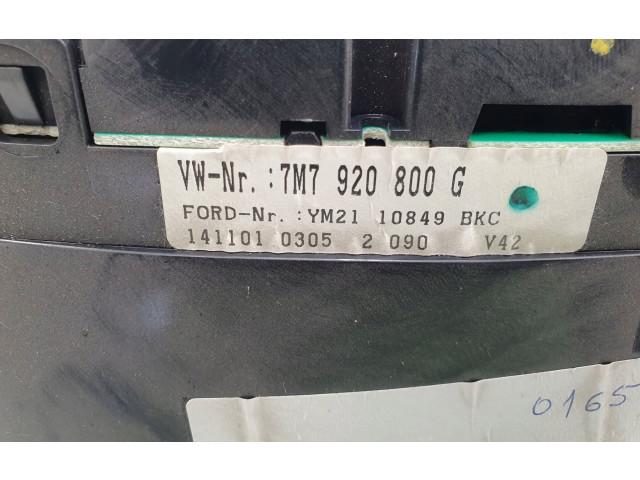 VW-Nr. :7M7 920 800 G
FORD-Nr. :YM21 10849 BKC
141101 0305 2 090 V42
0165